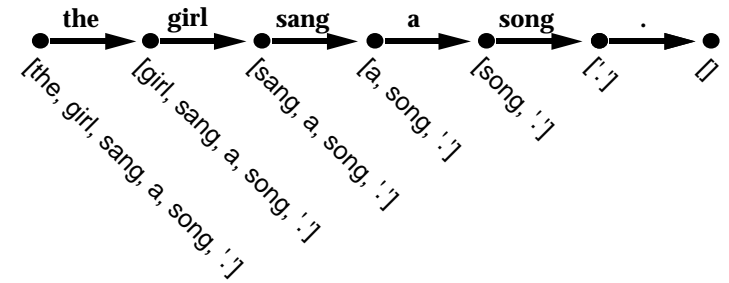 the girl sang a song .
[the, girl, sang, a, song, '.']
[girl, sang, a, song, '.']
[sang, a, song, '.']
[a, song, '.']
[song, '.']
['.']
[]